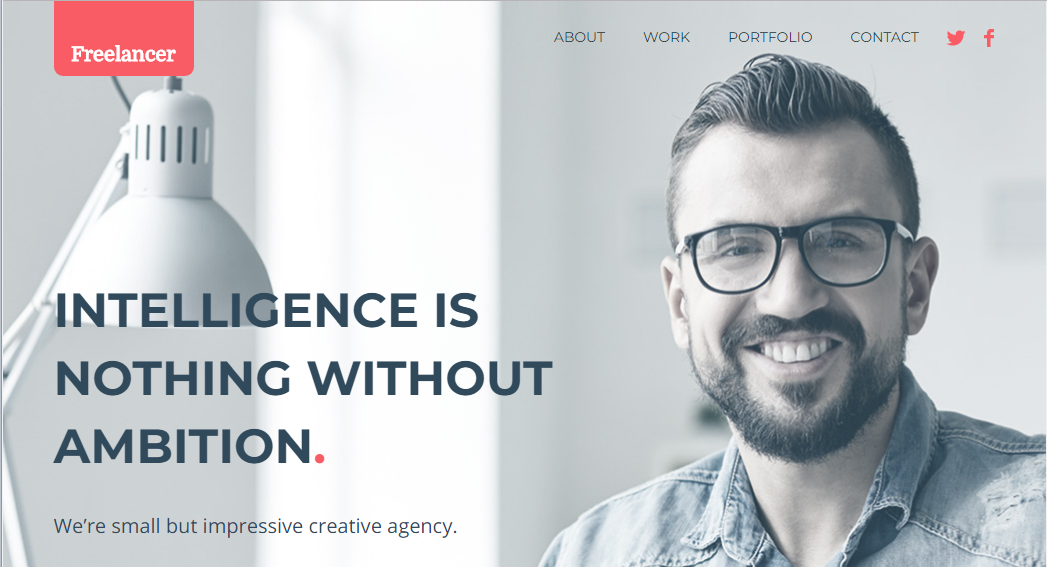 Freelancer
ABOUT WORK PORTFOLIO CONTACT
INTELLIGENCE IS
NOTHING WITHOUT
AMBITION.
We’re small but impressive creative agency.